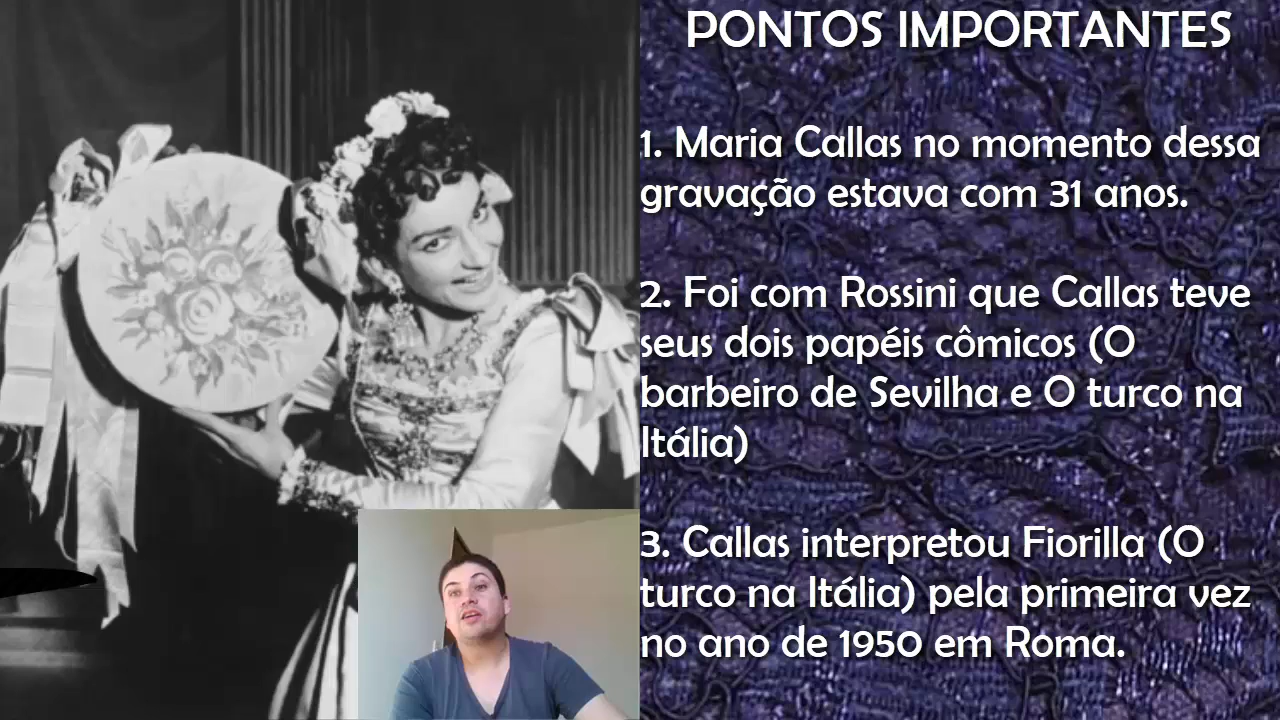 PONTOS IMPORTANTES
1. Maria Callas no momento dessa
gravação estava com 31 anos.
2. Foi com Rossini que Callas teve
seus dois papéis cômicos (O
barbeiro de Sevilha e O turco na
Itália)
3. Callas interpretou Fiorilla (O
turco na Itália) pela primeira vez
no ano de 1950 em Roma.